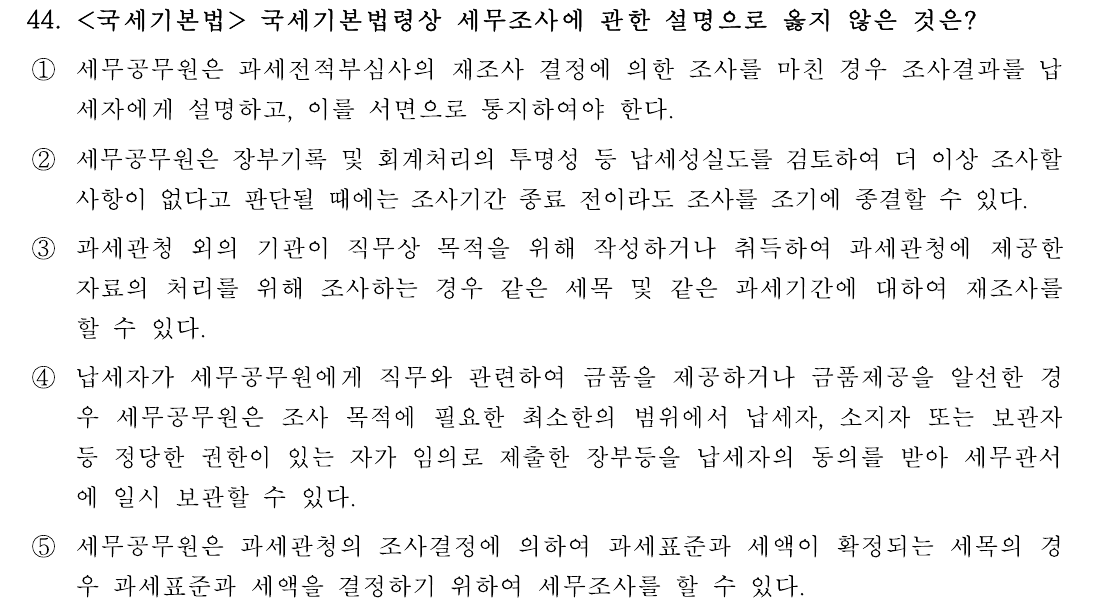 44. <국세기본법> 국세기본법령상 세무조사에 관한 설명으로 옳지 않은 것은?
① 세무공무원은 과세전적부심사의 재조사 결정에 의한 조사를 마친 경우 조사결과를 납
세자에게 설명하고, 이를 서면으로 통지하여야 한다.
② 세무공무원은 장부기록 및 회계처리의 투명성 등 납세성실도를 검토하여 더 이상 조사할
사항이 없다고 판단될 때에는 조사기간 종료 전이라도 조사를 조기에 종결할 수 있다.
③ 과세관청 외의 기관이 직무상 목적을 위해 작성하거나 취득하여 과세관청에 제공한
자료의 처리를 위해 조사하는 경우 같은 세목 및 같은 과세기간에 대하여 재조사를
할 수 있다.
④ 납세자가 세무공무원에게 직무와 관련하여 금품을 제공하거나 금품제공을 알선한 경
우 세무공무원은 조사 목적에 필요한 최소한의 범위에서 납세자, 소지자 또는 보관자
등 정당한 권한이 있는 자가 임의로 제출한 장부등을 납세자의 동의를 받아 세무관서
에 일시 보관할 수 있다.
⑤ 세무공무원은 과세관청의 조사결정에 의하여 과세표준과 세액이 확정되는 세목의 경
우 과세표준과 세액을 결정하기 위하여 세무조사를 할 수 있다.